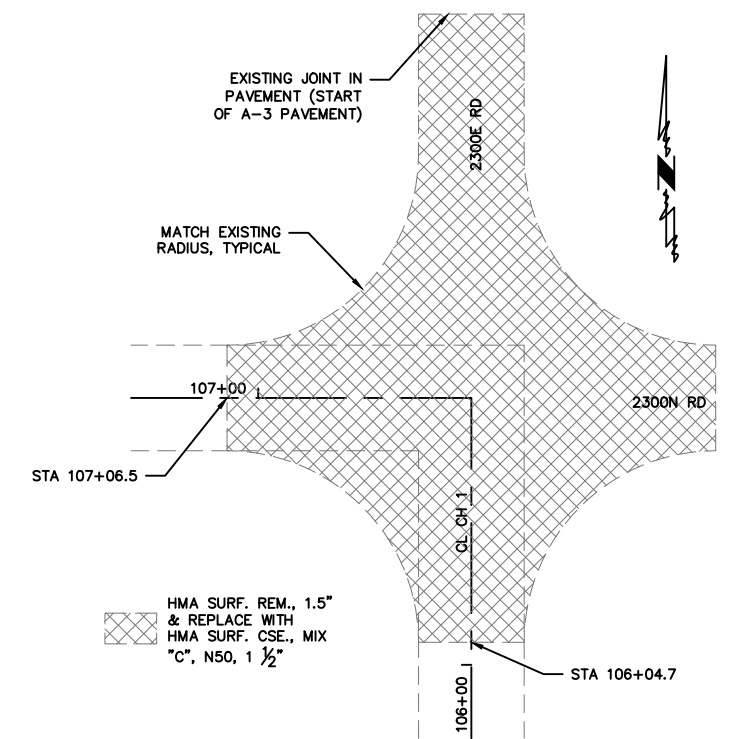 EXISTING JOINT IN
PAVEMENT (START
OF A-3 PAVEMENT)
2300E RD
N
MATCH EXISTING
RADIUS, TYPICAL
107+00
2300N RD
STA 107+06.5
CL CH 1
HMA SURF. REM., 1.5"
& REPLACE WITH
HMA SURF. CSE., MIX
"C", N50, 1 1/2"
STA 106+04.7
106+00